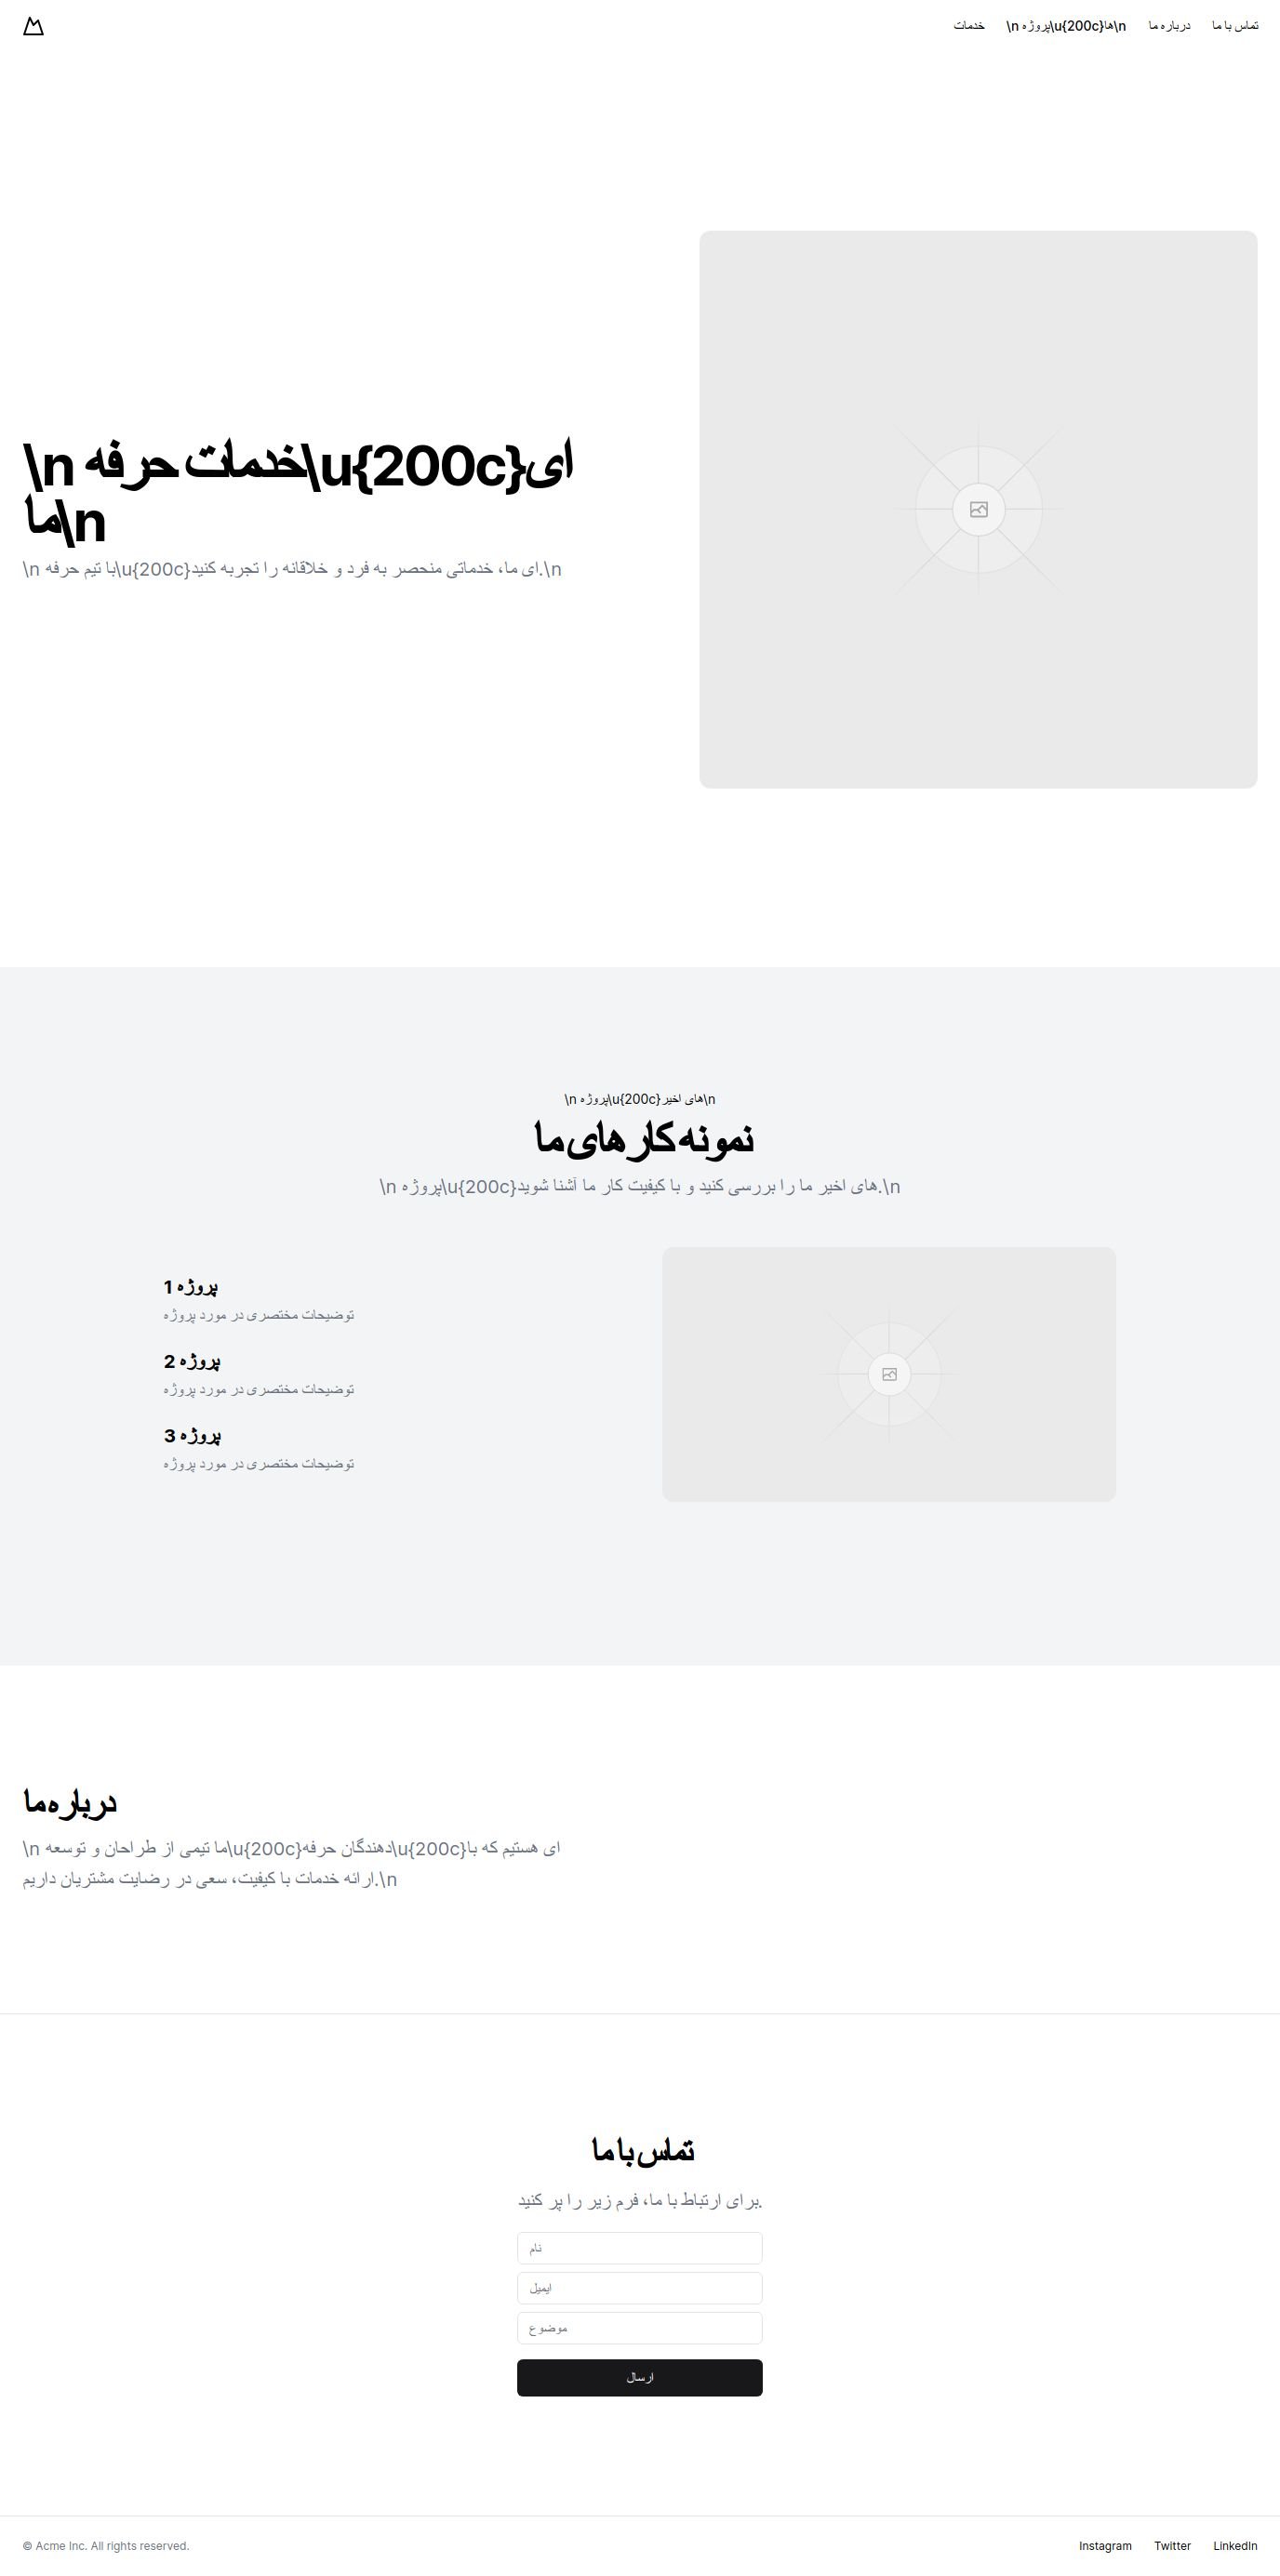 خدمات
\n پروژه\u{200c}ها\n
درباره ما
تماس با ما
\n خدمات حرفه\u{200c}ای
ما\n
\n با تیم حرفه\u{200c}ای ما، خدماتی منحصر به فرد و خلاقانه را تجربه کنید.\n
\n پروژه\u{200c}های اخیر\n
نمونه کار های ما
\n پروژه\u{200c}های اخیر ما را بررسی کنید و با کیفیت کار ما آشنا شوید.\n
پروژه 1
توضیحات مختصری در مورد پروژه
پروژه 2
توضیحات مختصری در مورد پروژه
پروژه 3
توضیحات مختصری در مورد پروژه
درباره ما
\n ما تیمی از طراحان و توسعه\u{200c}دهندگان حرفه\u{200c}ای هستیم که با
ارائه خدمات با کیفیت، سعی در رضایت مشتریان داریم.\n
تماس با ما
برای ارتباط با ما، فرم زیر را پر کنید.
نام
ایمیل
موضوع
ارسال
© Acme Inc. All rights reserved.
Instagram
Twitter
LinkedIn